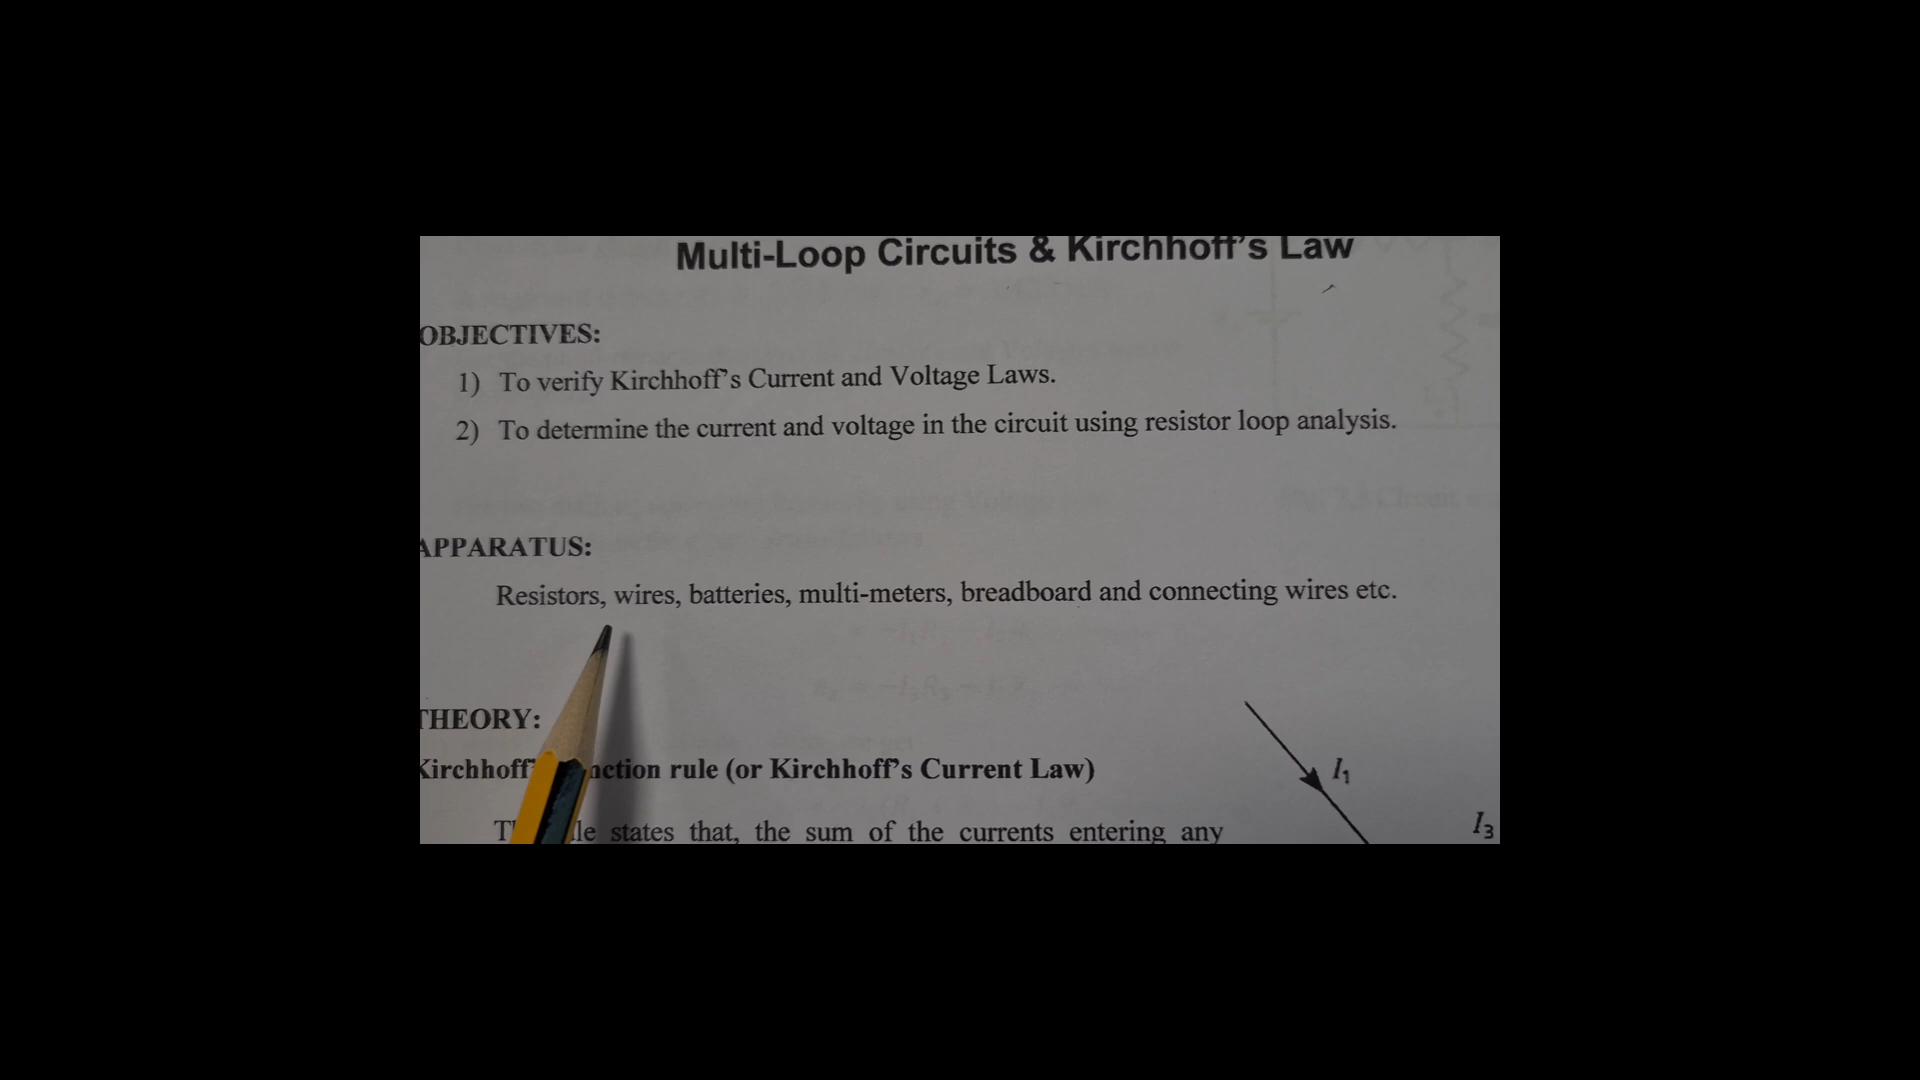 Multi-Loop Circuits & Kirchhoff's Law
OBJECTIVES:
1) To verify Kirchhoff's Current and Voltage Laws.
2) To determine the current and voltage in the circuit using resistor loop analysis.
APPARATUS:
Resistors, wires, batteries, multi-meters, breadboard and connecting wires etc.
THEORY:
rule (or Kirchhoff's Current Law)
I1
states that, the sum of the currents entering any
I3